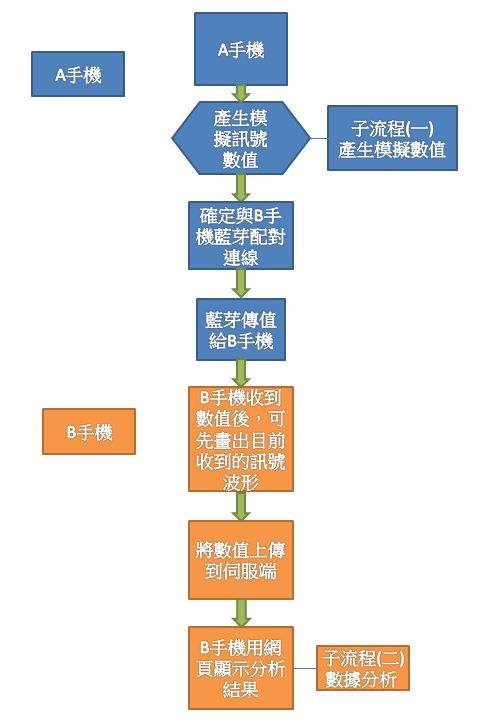 A手機
A手機
產生模
擬訊號
數值
子流程(一)
產生模擬數值
確定與B手
機藍芽配對
連線
藍芽傳值
給B手機
B手機收到
數值後，可
先畫出目前
收到的訊號
波形
B手機
將數值上傳
到伺服端
B手機用網
頁顯示分析
結果
子流程(二)
數據分析